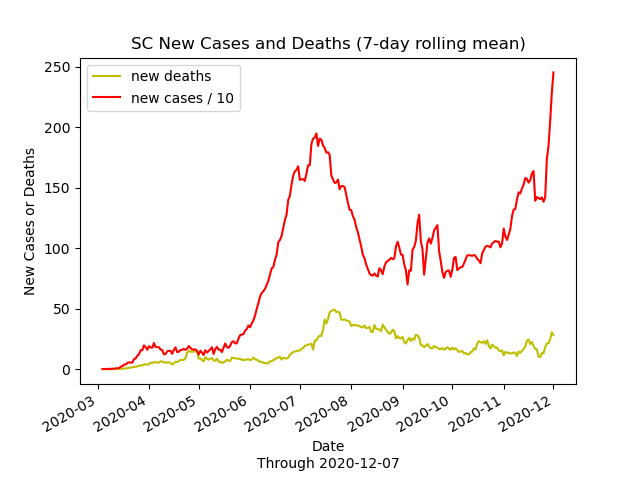 SC New Cases and Deaths (7-day rolling mean)
new deaths
new cases / 10
250
200
150
100
50
0
New Cases or Deaths
2020-03
2020-04
2020-05
2020-06
2020-07
2020-08
2020-09
2020-10
2020-11
2020-12
Date
Through 2020-12-07